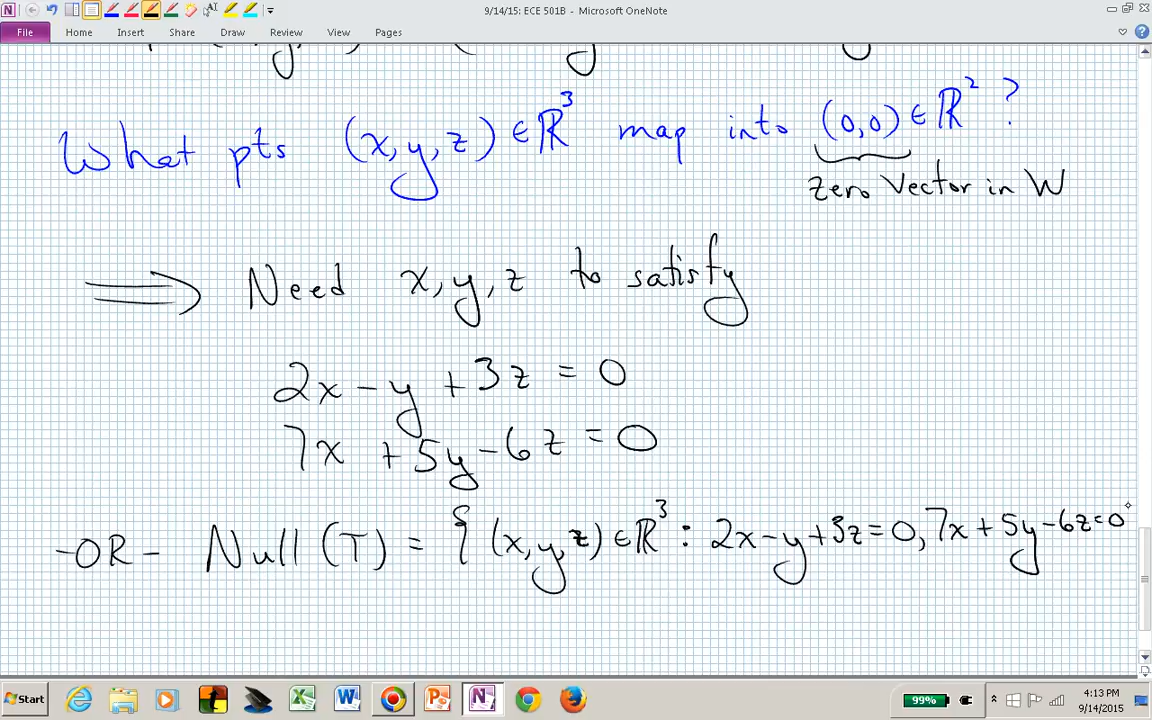 9/14/15: ECE 501B - Microsoft OneNote
File Home Insert Share Draw Review View Pages
What pts (x, y, z) ∈ ℝ³ map into (0,0) ∈ ℝ² ?
zero vector in W
⟹ Need x, y, z to satisfy
2x - y + 3z = 0
7x + 5y - 6z = 0
-OR- Null (T) = { (x, y, z) ∈ ℝ³ : 2x - y + 3z = 0, 7x + 5y - 6z = 0
Start
99%
4:13 PM
9/14/2015